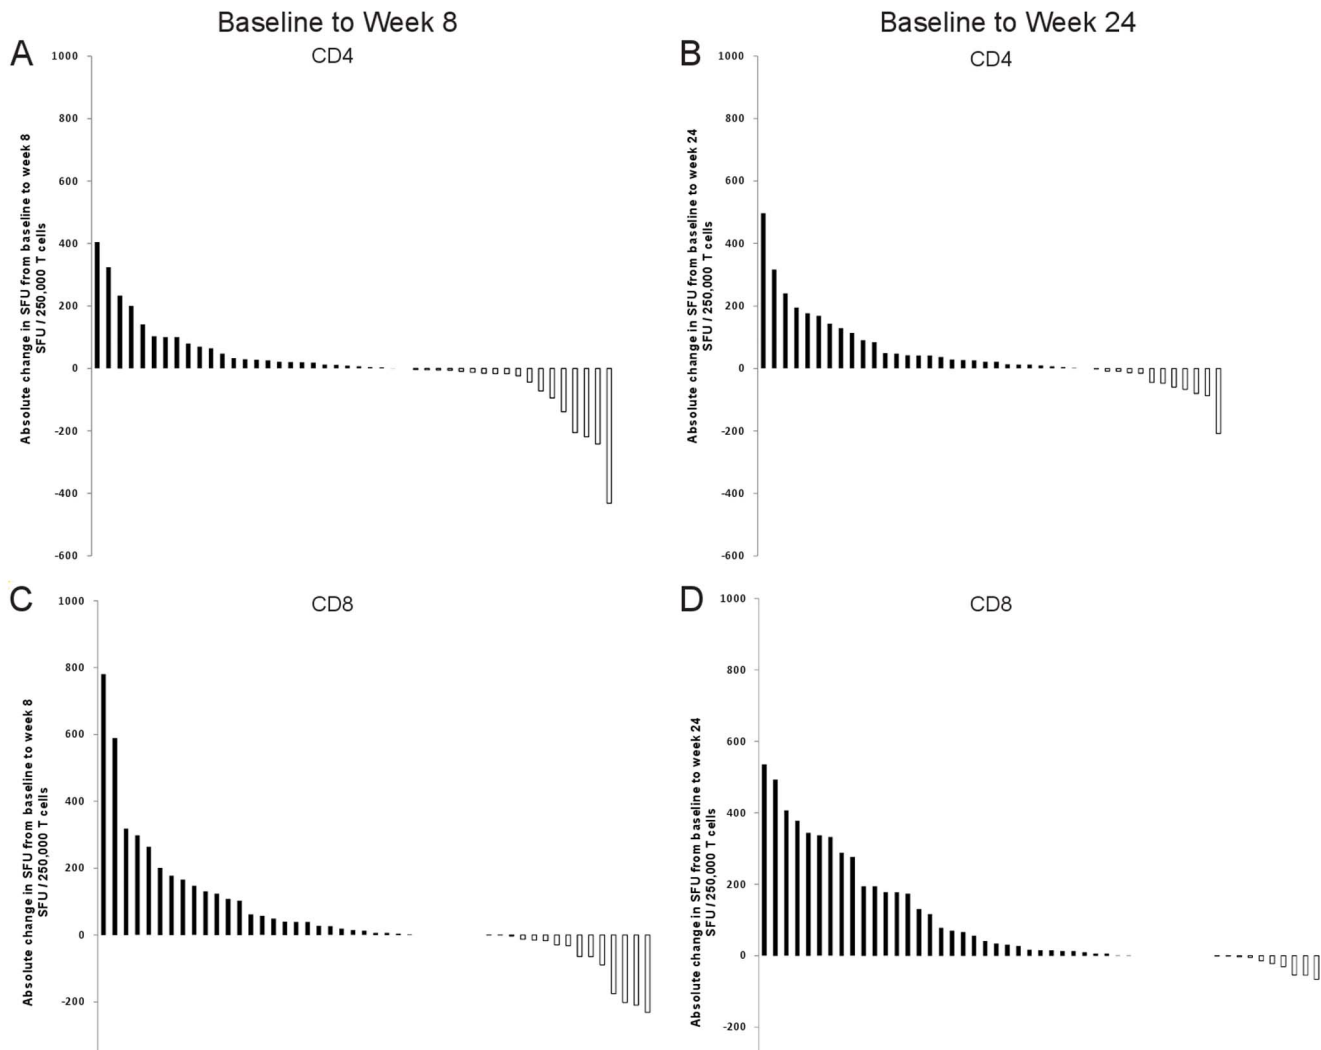 Baseline to Week 8
Baseline to Week 24
A
CD4
1000
800
600
400
200
0
-200
-400
-600
Absolute change in SFU from baseline to week 8
SFU / 250,000 T cells
B
CD4
1000
800
600
400
200
0
-200
-400
-600
Absolute change in SFU from baseline to week 24
SFU / 250,000 T cells
C
CD8
1000
800
600
400
200
0
-200
Absolute change in SFU from baseline to week 8
SFU / 250,000 T cells
D
CD8
1000
800
600
400
200
0
-200
Absolute change in SFU from baseline to week 24
SFU / 250,000 T cells